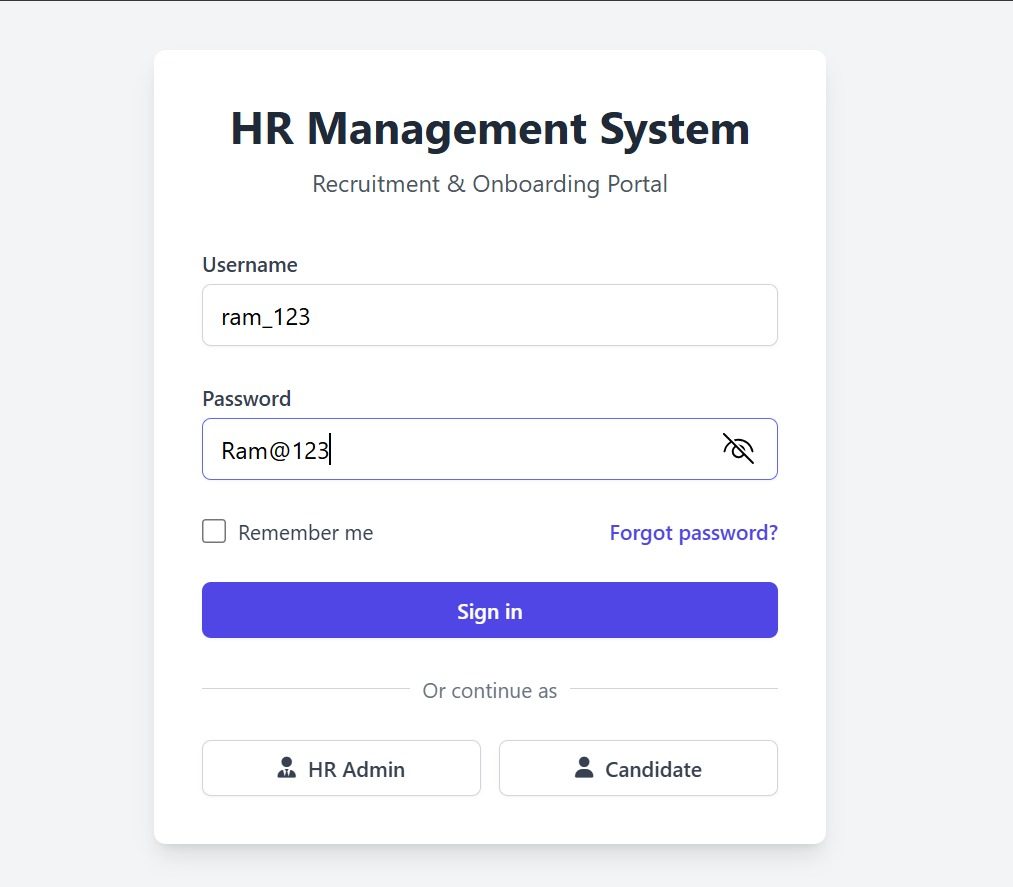 HR Management System
Recruitment & Onboarding Portal
Username
ram_123
Password
Ram@123
Remember me
Forgot password?
Sign in
Or continue as
HR Admin
Candidate